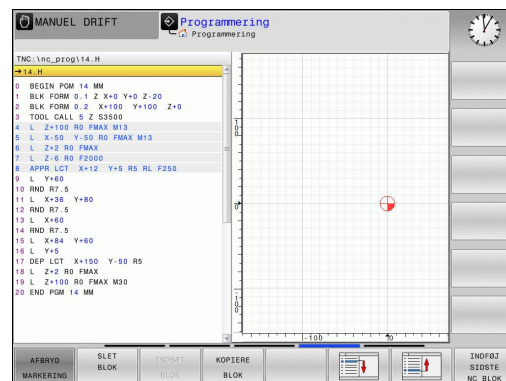 MANUEL DRIFT
Programmering
Programmering
TNC:\nc_prog\14.H
→14.H
0 BEGIN PGM 14 MM
1 BLK FORM 0.1 Z X+0 Y+0 Z-20
2 BLK FORM 0.2 X+100 Y+100 Z+0
3 TOOL CALL 5 Z S3500
4 L Z+100 R0 FMAX M13
5 L X-50 Y-50 R0 FMAX M13
6 L Z+2 R0 FMAX
7 L Z-6 R0 F2000
8 APPR LCT X+12 Y+5 R5 RL F250
9 L Y+60
10 RND R7.5
11 L X+36 Y+80
12 RND R7.5
13 L X+60
14 RND R7.5
15 L X+84 Y+60
16 L Y+5
17 DEP LCT X+150 Y-50 R5
18 L Z+2 R0 FMAX
19 L Z+100 R0 FMAX M30
20 END PGM 14 MM
100
0
-100
-100
0
AFBRYD
MARKERING
SLET
BLOK
INDSÆT
BLOK
KOPIERE
BLOK
INDFØJ
SIDSTE
NC BLOK